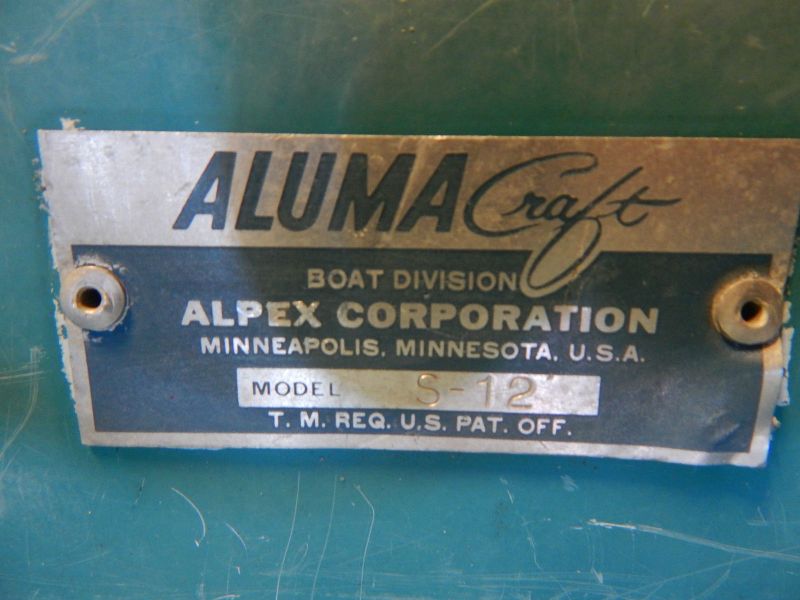 ALUMACraft
BOAT DIVISION
ALPEX CORPORATION
MINNEAPOLIS, MINNESOTA, U.S.A.
MODEL S-12
T. M. REG. U.S. PAT. OFF.